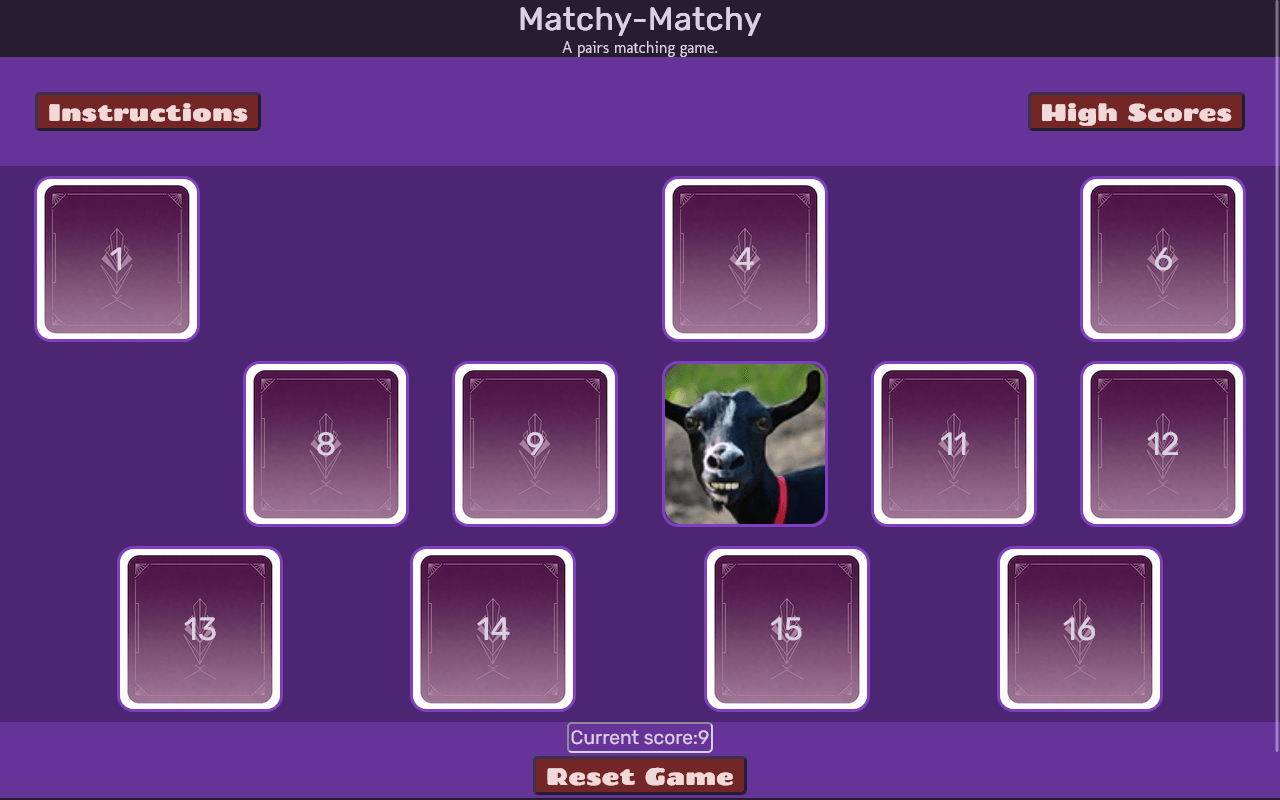 Matchy-Matchy
A pairs matching game.
Instructions
High Scores
1
4
6
8
9
11
12
13
14
15
16
Current score:9
Reset Game